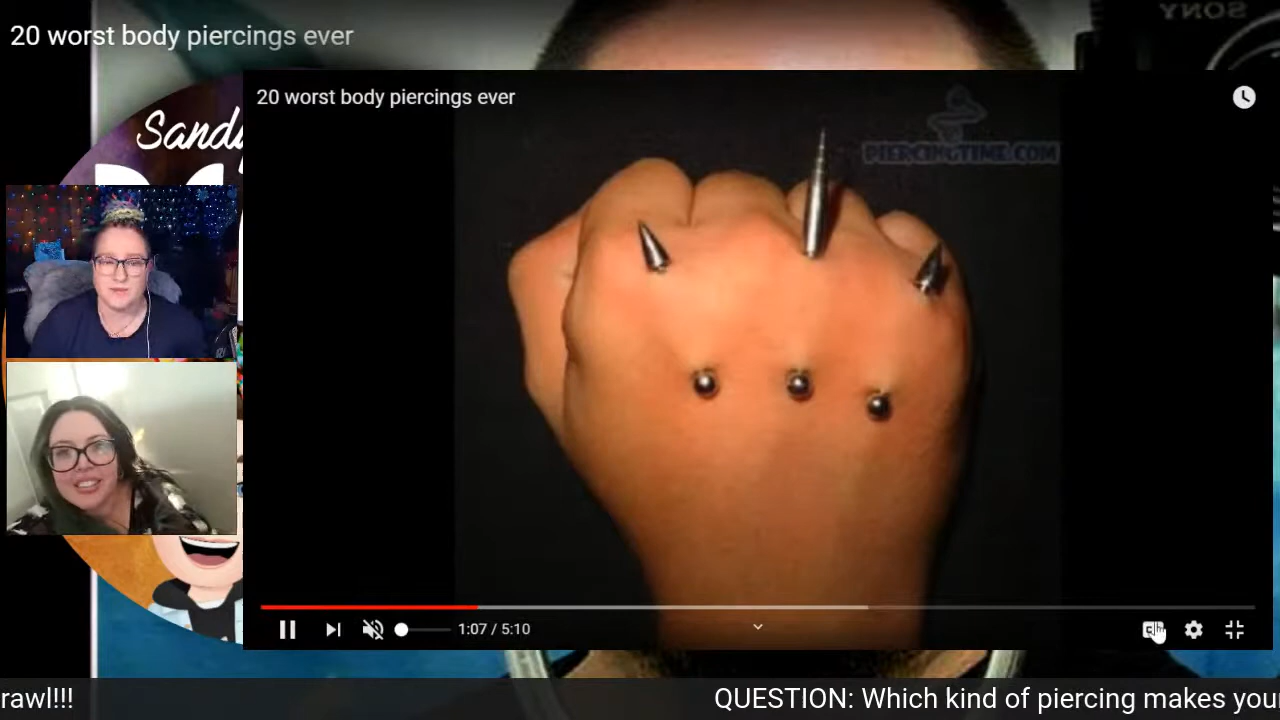 20 worst body piercings ever
SONY
Sandy
20 worst body piercings ever
PIERCINGTIME.COM
1:07 / 5:10
rawl!!!
QUESTION: Which kind of piercing makes your